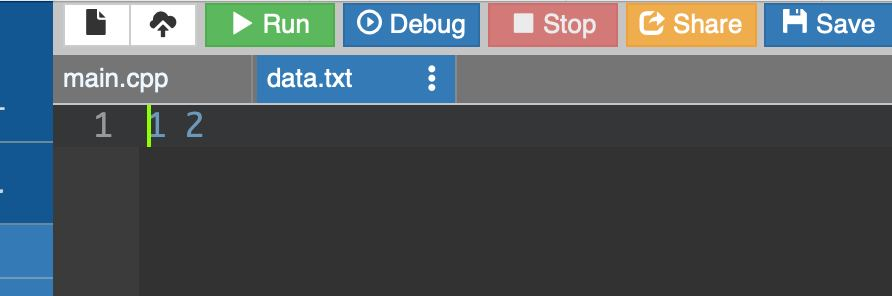 Run Debug Stop Share Save
main.cpp data.txt
1 1 2